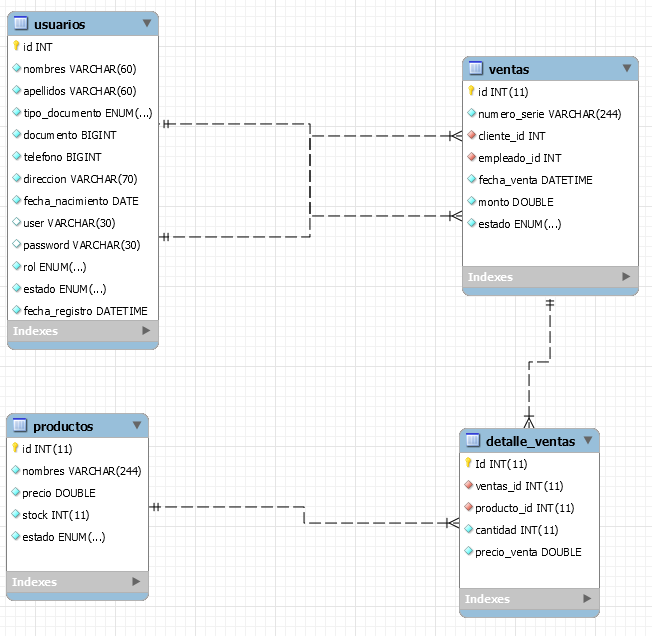 usuarios
id INT
nombres VARCHAR(60)
apellidos VARCHAR(60)
tipo_documento ENUM(...)
documento BIGINT
telefono BIGINT
direccion VARCHAR(70)
fecha_nacimiento DATE
user VARCHAR(30)
password VARCHAR(30)
rol ENUM(...)
estado ENUM(...)
fecha_registro DATETIME
Indexes
ventas
id INT(11)
numero_serie VARCHAR(244)
cliente_id INT
empleado_id INT
fecha_venta DATETIME
monto DOUBLE
estado ENUM(...)
Indexes
productos
id INT(11)
nombres VARCHAR(244)
precio DOUBLE
stock INT(11)
estado ENUM(...)
Indexes
detalle_ventas
Id INT(11)
ventas_id INT(11)
producto_id INT(11)
cantidad INT(11)
precio_venta DOUBLE
Indexes